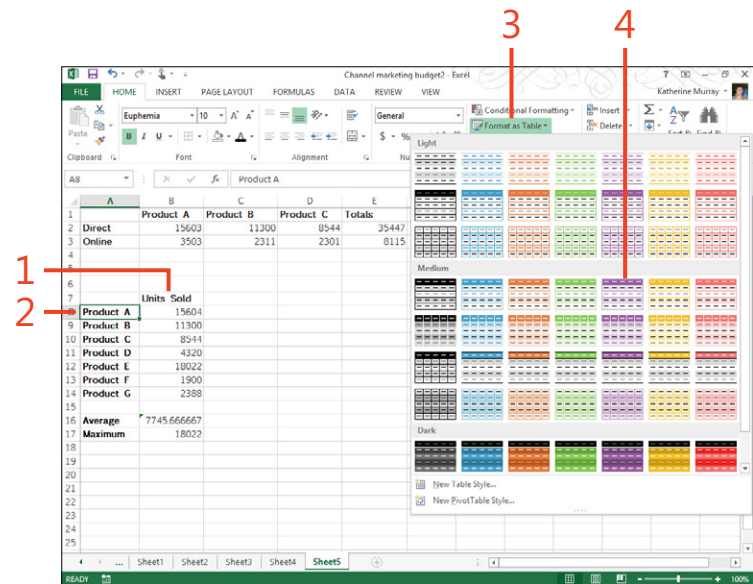 3 4
Channel marketing budget2 - Excel
FILE HOME INSERT PAGE LAYOUT FORMULAS DATA REVIEW VIEW Katherine Murray
Euphemia 10 A A General Conditional Formatting Insert Σ
Paste B I U A $ % Format as Table Delete
Clipboard Font Alignment
A8 fx Product A
Light
A B C D E
1 Product A Product B Product C Totals
2 Direct 15603 11300 8544 35447
3 Online 3503 2311 2301 8115
4
Medium
1
6
7 Units Sold
2 Product A 15604
9 Product B 11300
10 Product C 8544
11 Product D 4320
12 Product E 18022
13 Product F 1900
14 Product G 2388
15
16 Average 7745.666667
17 Maximum 18022
Dark
18
19
20
21
22
23
24
25
New Table Style...
New PivotTable Style...
... Sheet1 Sheet2 Sheet3 Sheet4 Sheet5
READY 100%